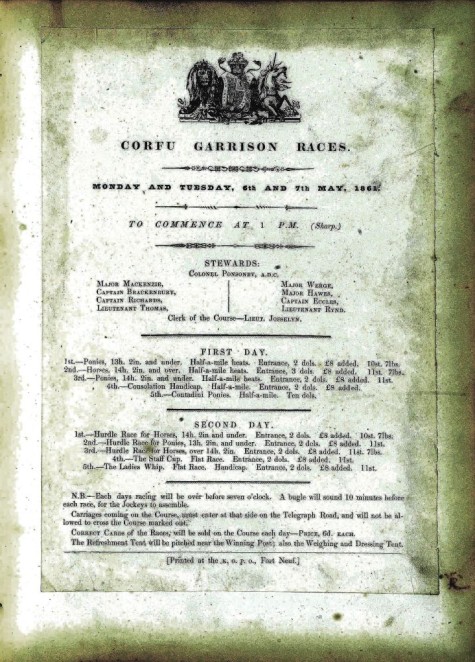 CORFU GARRISON RACES.
MONDAY AND TUESDAY, 6th AND 7th MAY, 1861.
TO COMMENCE AT 1 P.M. (Sharp.)
STEWARDS:
COLONEL PONSONBY, A.D.C.
MAJOR MACKENZIE,
CAPTAIN BRACKENBURY,
CAPTAIN RICHARDS,
LIEUTENANT THOMAS,
MAJOR WERGE,
MAJOR HAWES,
CAPTAIN ECCLES,
LIEUTENANT RYND.
Clerk of the Course—LIEUT. JOSSELYN.
FIRST DAY.
1st.—Ponies, 13h. 2in. and under. Half-a-mile heats. Entrance, 2 dols. £8 added. 10st. 7lbs.
2nd.—Horses, 14h. 2in. and over. Half-a-mile heats. Entrance, 3 dols £8 added. 11st. 7lbs.
3rd.—Ponies, 14h. 2in. and under. Half-a-mile heats. Entrance, 2 dols. £8 added. 11st.
4th.—Consolation Handicap. Half-a-mile. Entrance, 2 dols. £8 added.
5th.—Contadini Ponies. Half-a-mile. Ten dols.
SECOND DAY.
1st.—Hurdle Race for Horses, 14h. 2in and under. Entrance, 2 dols. £8 added. 10st. 7lbs.
2nd.—Hurdle Race for Ponies, 13h. 2in. and under. Entrance, 2 dols. £8 added. 11st.
3rd.—Hurdle Race for Horses, over 14h. 2in. Entrance, 2 dols. £8 added. 11st. 7lbs.
4th.—The Staff Cup. Flat Race. Entrance, 2 dols. £8 added. 11st.
5th.—The Ladies Whip. Flat Race. Handicap. Entrance, 2 dols. £8 added. 11st.
N.B.—Each days racing will be over before seven o'clock. A bugle will sound 10 minutes before
each race, for the Jockeys to assemble.
Carriages coming on the Course, must enter at that side on the Telegraph Road, and will not be al-
lowed to cross the Course marked out.
CORRECT CARDS of the Races, will be sold on the Course each day—PRICE, 6d. EACH.
The Refreshment Tent will be pitched near the Winning Post; also the Weighing and Dressing Tent.
[Printed at the x, o. p. o., Fort Neuf.]